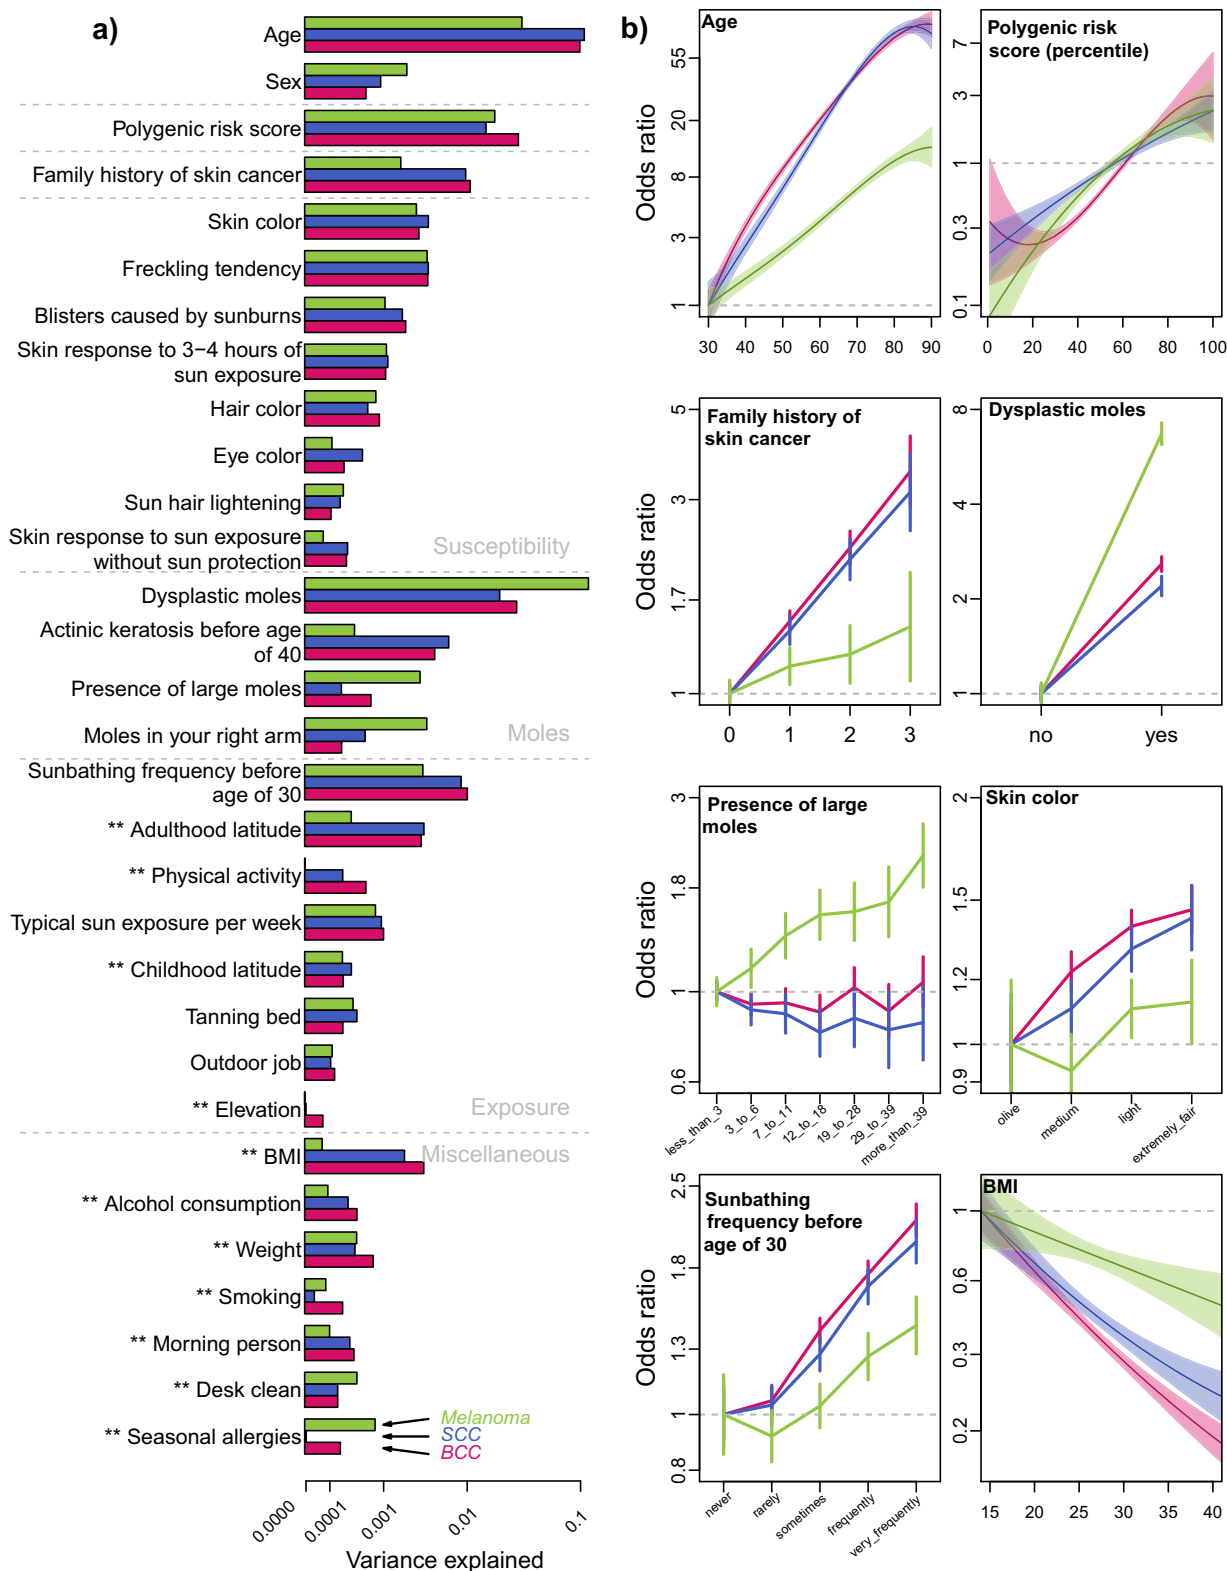 a)
Age
Sex
Polygenic risk score
Family history of skin cancer
Skin color
Freckling tendency
Blisters caused by sunburns
Skin response to 3−4 hours of
sun exposure
Hair color
Eye color
Sun hair lightening
Skin response to sun exposure
without sun protection
Susceptibility
Dysplastic moles
Actinic keratosis before age
of 40
Presence of large moles
Moles in your right arm
Moles
Sunbathing frequency before
age of 30
** Adulthood latitude
** Physical activity
Typical sun exposure per week
** Childhood latitude
Tanning bed
Outdoor job
** Elevation
Exposure
** BMI
Miscellaneous
** Alcohol consumption
** Weight
** Smoking
** Morning person
** Desk clean
** Seasonal allergies
Melanoma
SCC
BCC
0.0000
0.0001
0.001
0.01
0.1
Variance explained
b)
Age
Odds ratio
55
20
8
3
1
30 40 50 60 70 80 90
Polygenic risk
score (percentile)
7
3
1
0.3
0.1
0 20 40 60 80 100
Family history of
skin cancer
Odds ratio
5
3
1.7
1
0 1 2 3
Dysplastic moles
8
4
2
1
no yes
Presence of large
moles
Odds ratio
3
1.8
1
0.6
less_than_3
3_to_6
7_to_11
12_to_18
19_to_28
29_to_39
more_than_39
Skin color
2
1.5
1.2
1
0.9
olive
medium
light
extremely_fair
Sunbathing
frequency before
age of 30
Odds ratio
2.5
1.8
1.3
1
0.8
never
rarely
sometimes
frequently
very_frequently
BMI
1
0.6
0.3
0.2
15 20 25 30 35 40